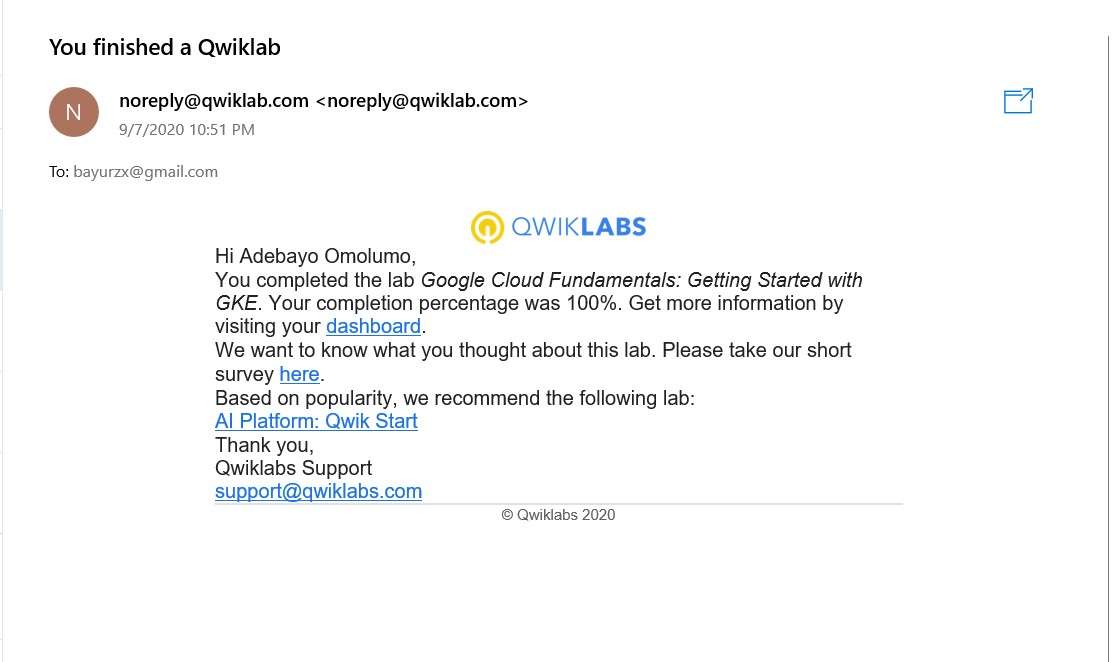 You finished a Qwiklab
N
noreply@qwiklab.com <noreply@qwiklab.com>
9/7/2020 10:51 PM
To: bayurzx@gmail.com
QWIKLABS
Hi Adebayo Omolumo,
You completed the lab Google Cloud Fundamentals: Getting Started with
GKE. Your completion percentage was 100%. Get more information by
visiting your dashboard.
We want to know what you thought about this lab. Please take our short
survey here.
Based on popularity, we recommend the following lab:
AI Platform: Qwik Start
Thank you,
Qwiklabs Support
support@qwiklabs.com
© Qwiklabs 2020